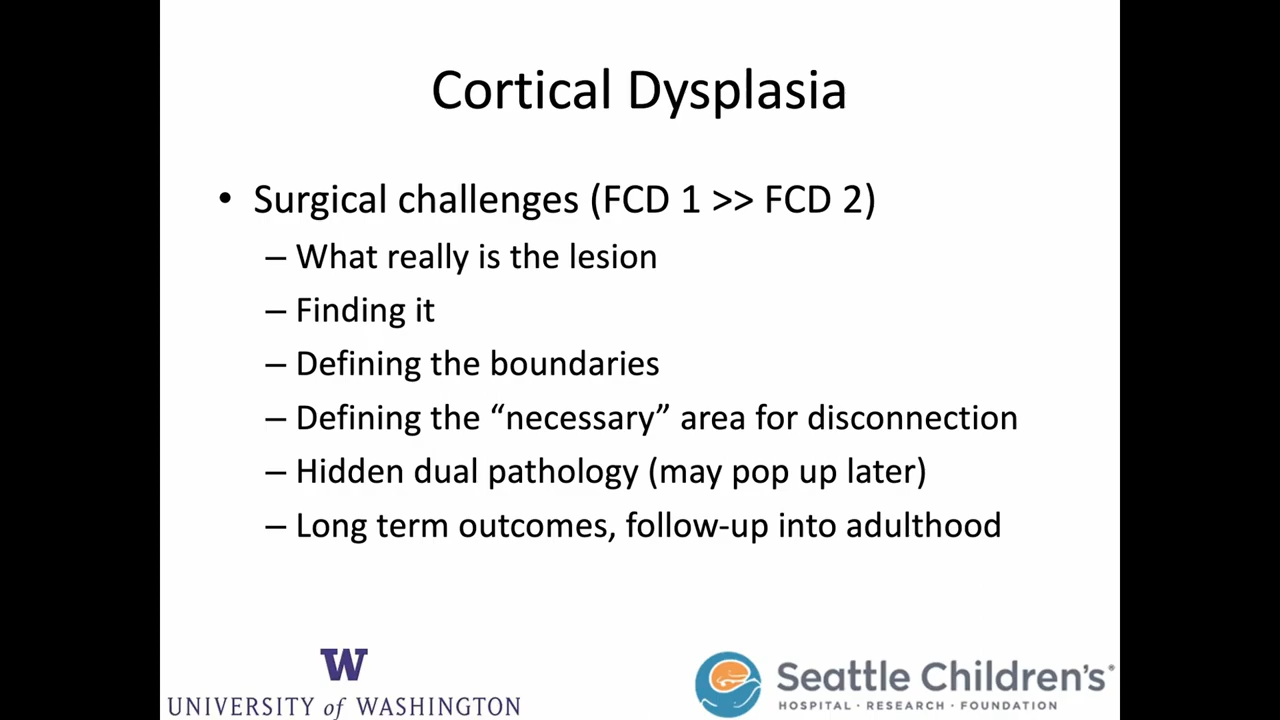 Cortical Dysplasia
• Surgical challenges (FCD 1 >> FCD 2)
– What really is the lesion
– Finding it
– Defining the boundaries
– Defining the “necessary” area for disconnection
– Hidden dual pathology (may pop up later)
– Long term outcomes, follow-up into adulthood
W
UNIVERSITY of WASHINGTON
Seattle Children’s®
HOSPITAL · RESEARCH · FOUNDATION